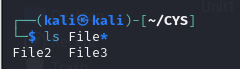 ┌──(kali㉿kali)-[~/CYS]
└─$ ls File*
File2  File3